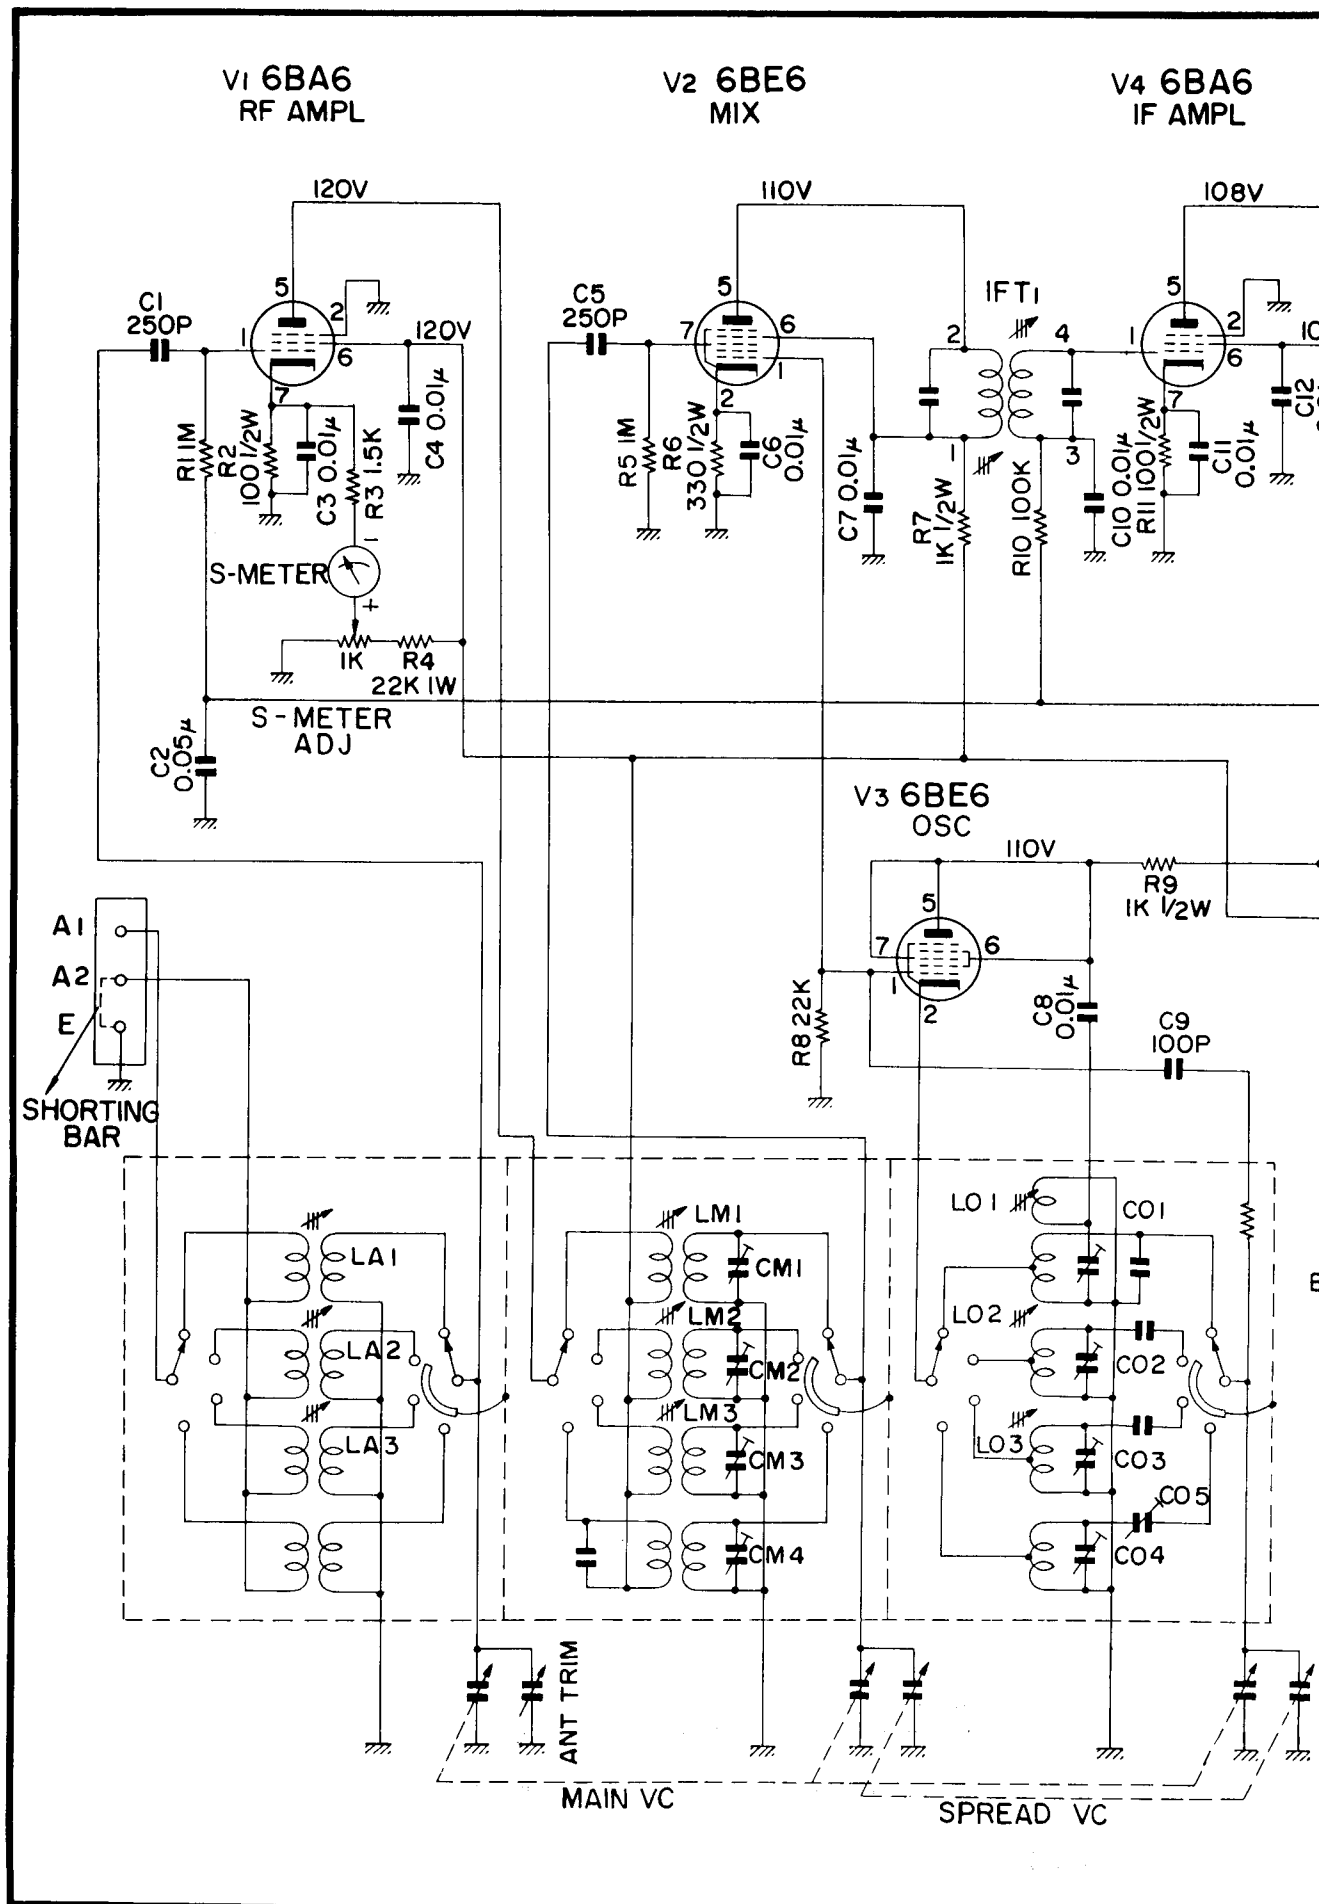 V1 6BA6
RF AMPL
V2 6BE6
MIX
V4 6BA6
IF AMPL
120V
110V
108V
C1
250P
5
2
1
6
7
120V
C5
250P
5
7
6
1
2
IFT1
2
4
1
3
5
1
2
6
7
10
R1 1M
R2
100 1/2W
C3 0.01μ
R3 1.5K
C4 0.01μ
R5 1M
R6
330 1/2W
C6
0.01μ
C7 0.01μ
R7
1K 1/2W
R10 100K
C10 0.01μ
R11 100 1/2W
C11
0.01μ
C12
-
S-METER
+
1K
R4
22K 1W
S-METER
ADJ
C2
0.05μ
V3 6BE6
OSC
110V
R9
1K 1/2W
5
7
6
1
2
R8 22K
C8
0.01μ
C9
100P
A1
A2
E
SHORTING
BAR
LA1
LA2
LA3
LM1
CM1
LM2
CM2
LM3
CM3
CM4
LO1
CO1
LO2
CO2
LO3
CO3
CO5
CO4
ANT TRIM
MAIN VC
SPREAD VC